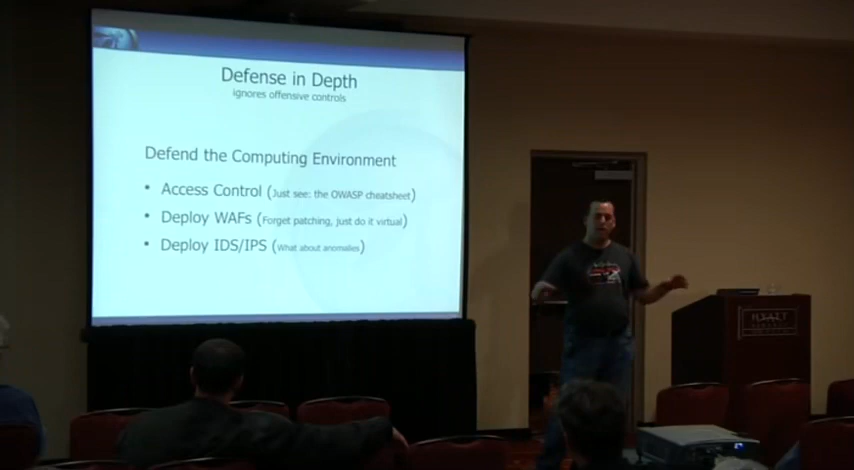 Defense in Depth
ignores offensive controls
Defend the Computing Environment
• Access Control (Just see: the OWASP cheatsheet)
• Deploy WAFs (Forget patching, just do it virtual)
• Deploy IDS/IPS (What about anomalies)
HYATT